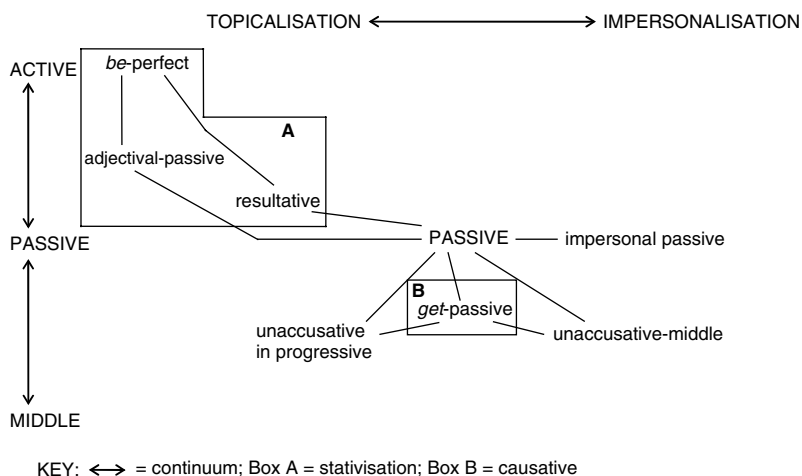 TOPICALISATION ↔ IMPERSONALISATION
ACTIVE
be-perfect
A
adjectival-passive
resultative
PASSIVE
PASSIVE
impersonal passive
B
get-passive
unaccusative
in progressive
unaccusative-middle
MIDDLE
KEY: ↔ = continuum; Box A = stativisation; Box B = causative